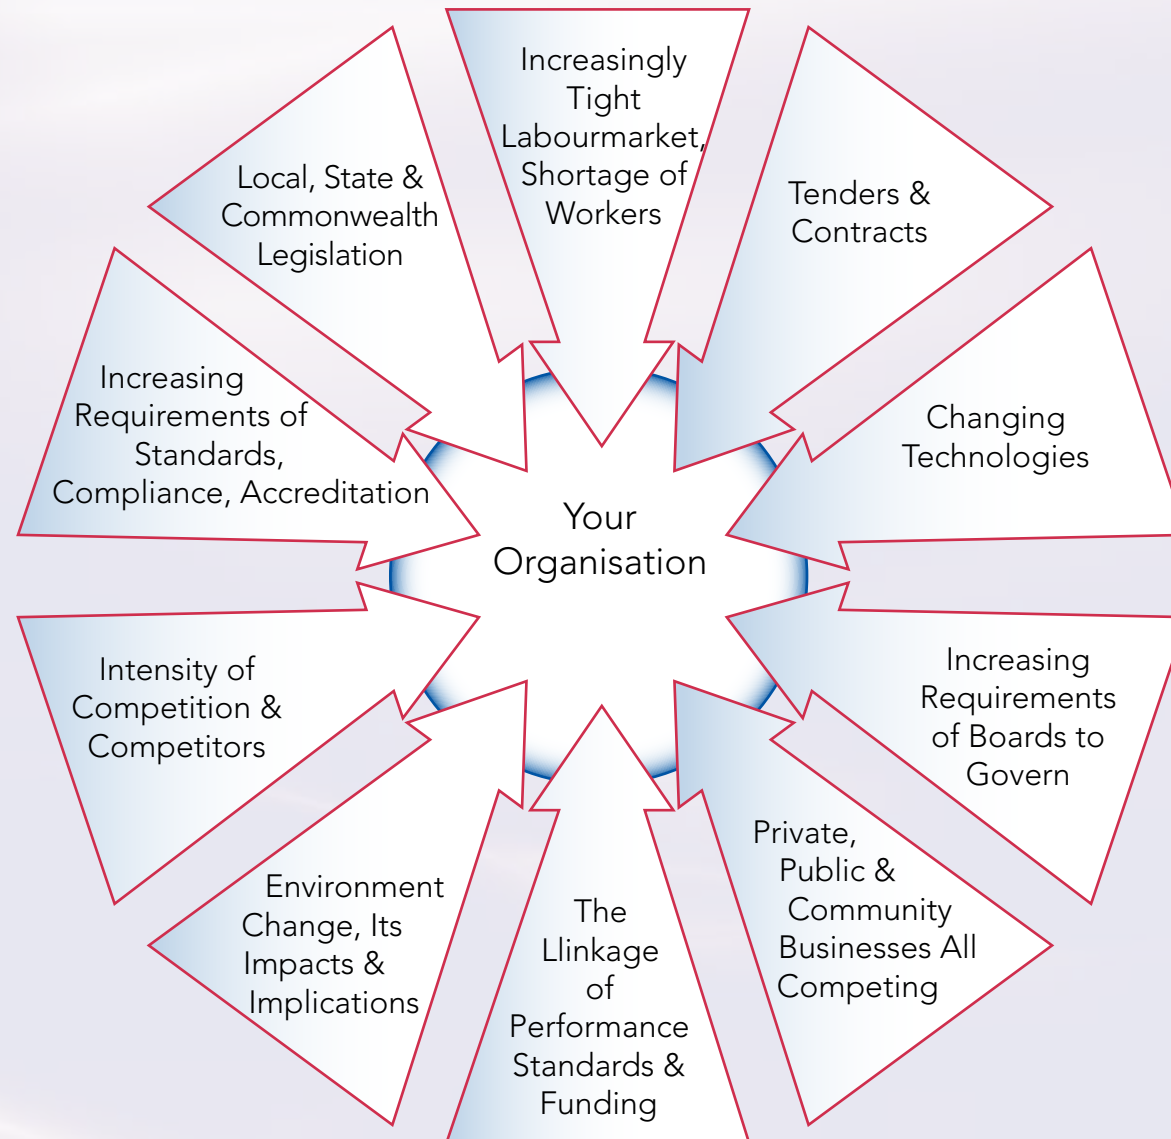 Increasingly
Tight
Labourmarket,
Shortage of
Workers
Tenders &
Contracts
Changing
Technologies
Increasing
Requirements
of Boards to
Govern
Private,
Public &
Community
Businesses All
Competing
The
Llinkage
of
Performance
Standards &
Funding
Environment
Change, Its
Impacts &
Implications
Intensity of
Competition &
Competitors
Increasing
Requirements of
Standards,
Compliance, Accreditation
Local, State &
Commonwealth
Legislation
Your
Organisation